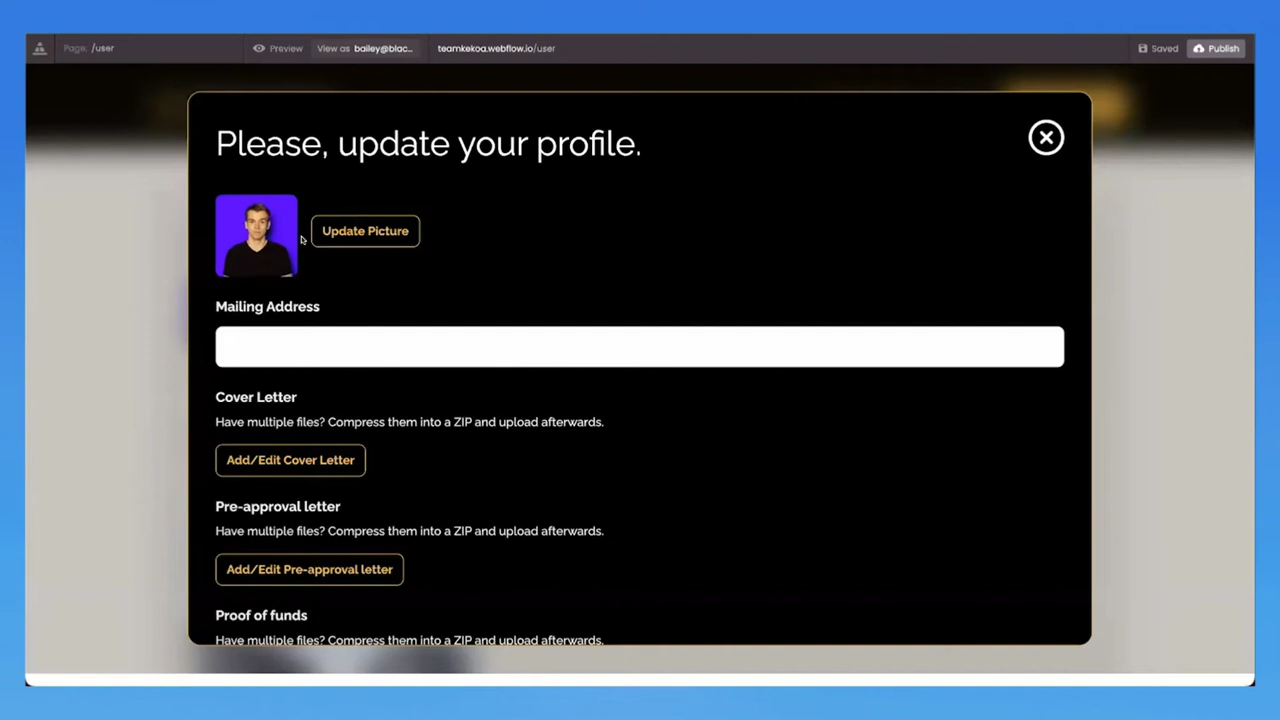 Page: /user
Preview
View as bailey@blac...
teamkekoa.webflow.io/user
Saved
Publish
Please, update your profile.
Update Picture
Mailing Address
Cover Letter
Have multiple files? Compress them into a ZIP and upload afterwards.
Add/Edit Cover Letter
Pre-approval letter
Have multiple files? Compress them into a ZIP and upload afterwards.
Add/Edit Pre-approval letter
Proof of funds
Have multiple files? Compress them into a ZIP and upload afterwards.